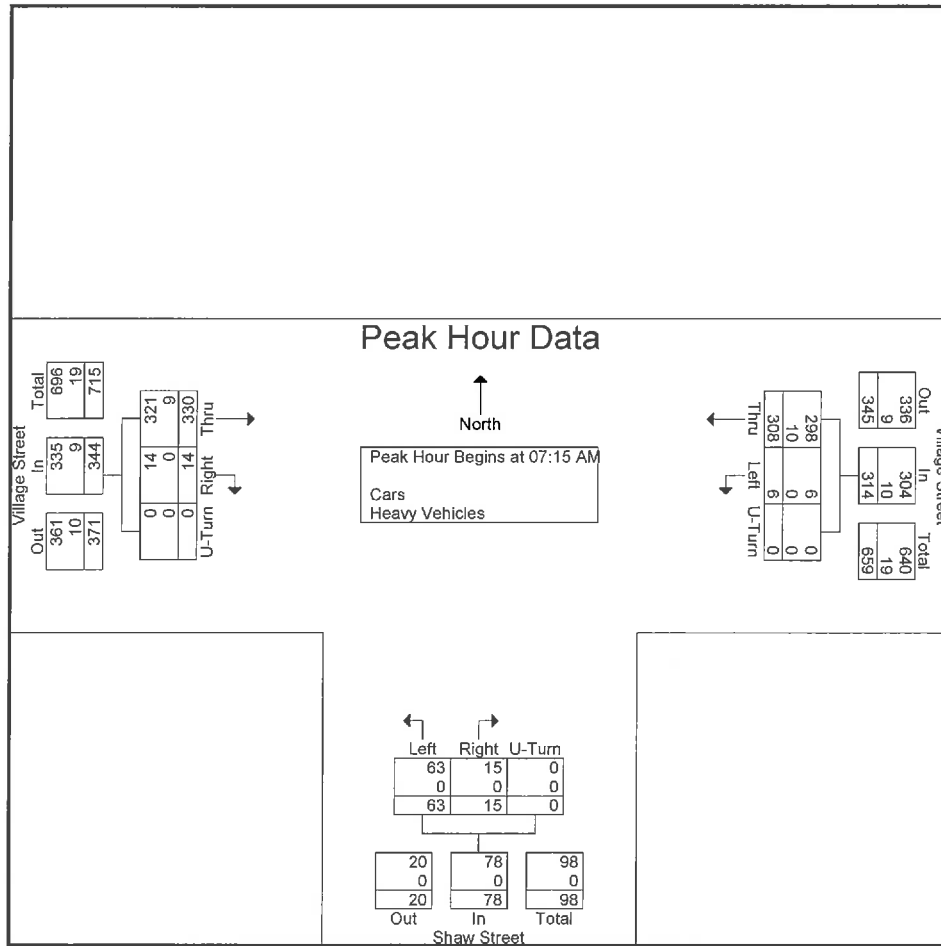 Peak Hour Data
North
Peak Hour Begins at 07:15 AM
Cars
Heavy Vehicles
Village Street
Out In Total
361 335 696
10 9 19
371 344 715
321 14 0
9 0 0
330 14 0
Thru Right U-Turn
Village Street
Out In Total
336 304 640
9 10 19
345 314 659
298 6 0
10 0 0
308 6 0
Thru Left U-Turn
Left Right U-Turn
63 15 0
0 0 0
63 15 0
20 78 98
0 0 0
20 78 98
Out In Total
Shaw Street